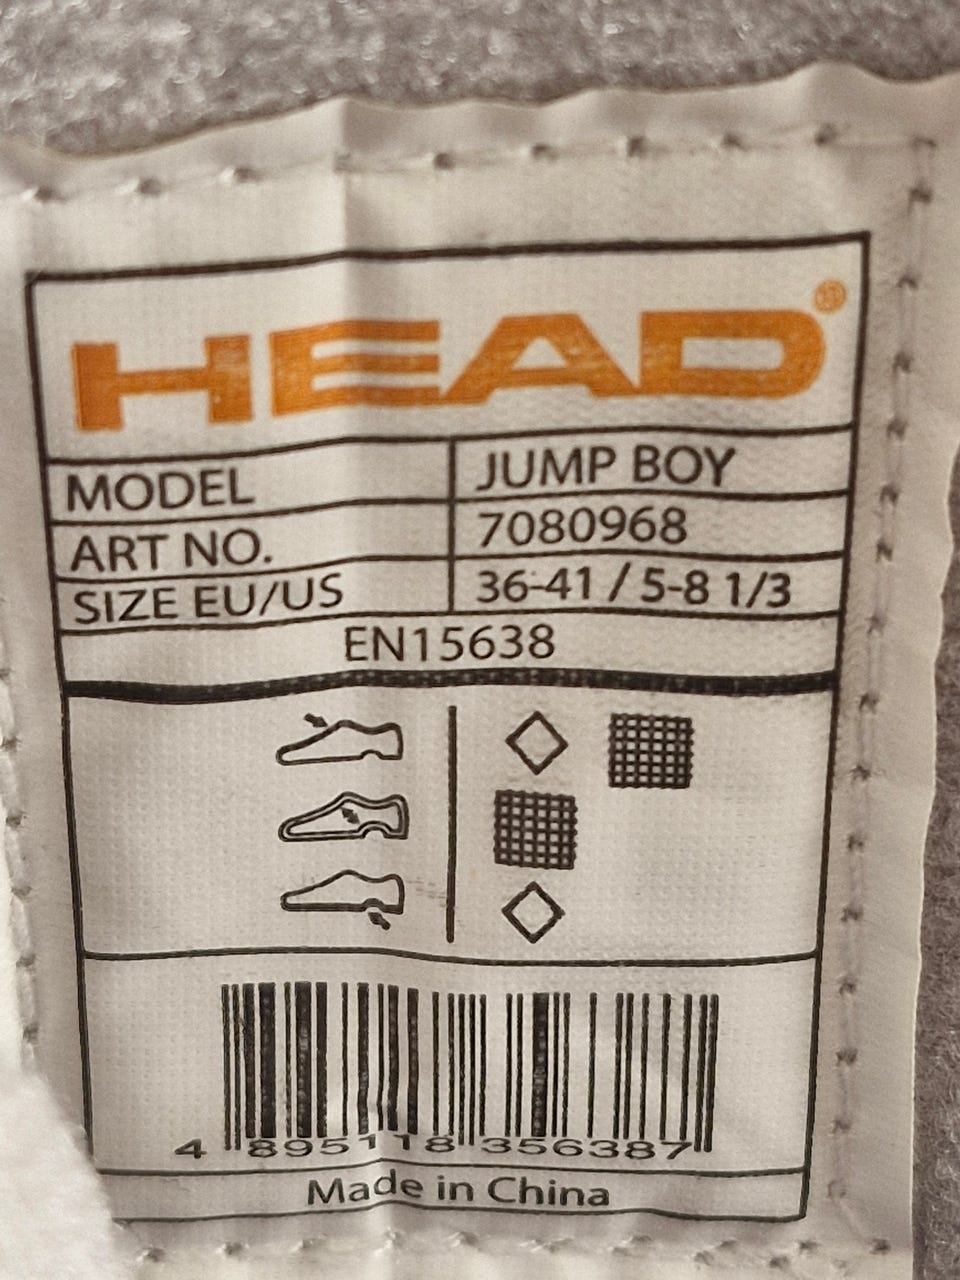 HEAD®
MODEL JUMP BOY
ART NO. 7080968
SIZE EU/US 36-41 / 5-8 1/3
EN15638
4 895118 356387
Made in China